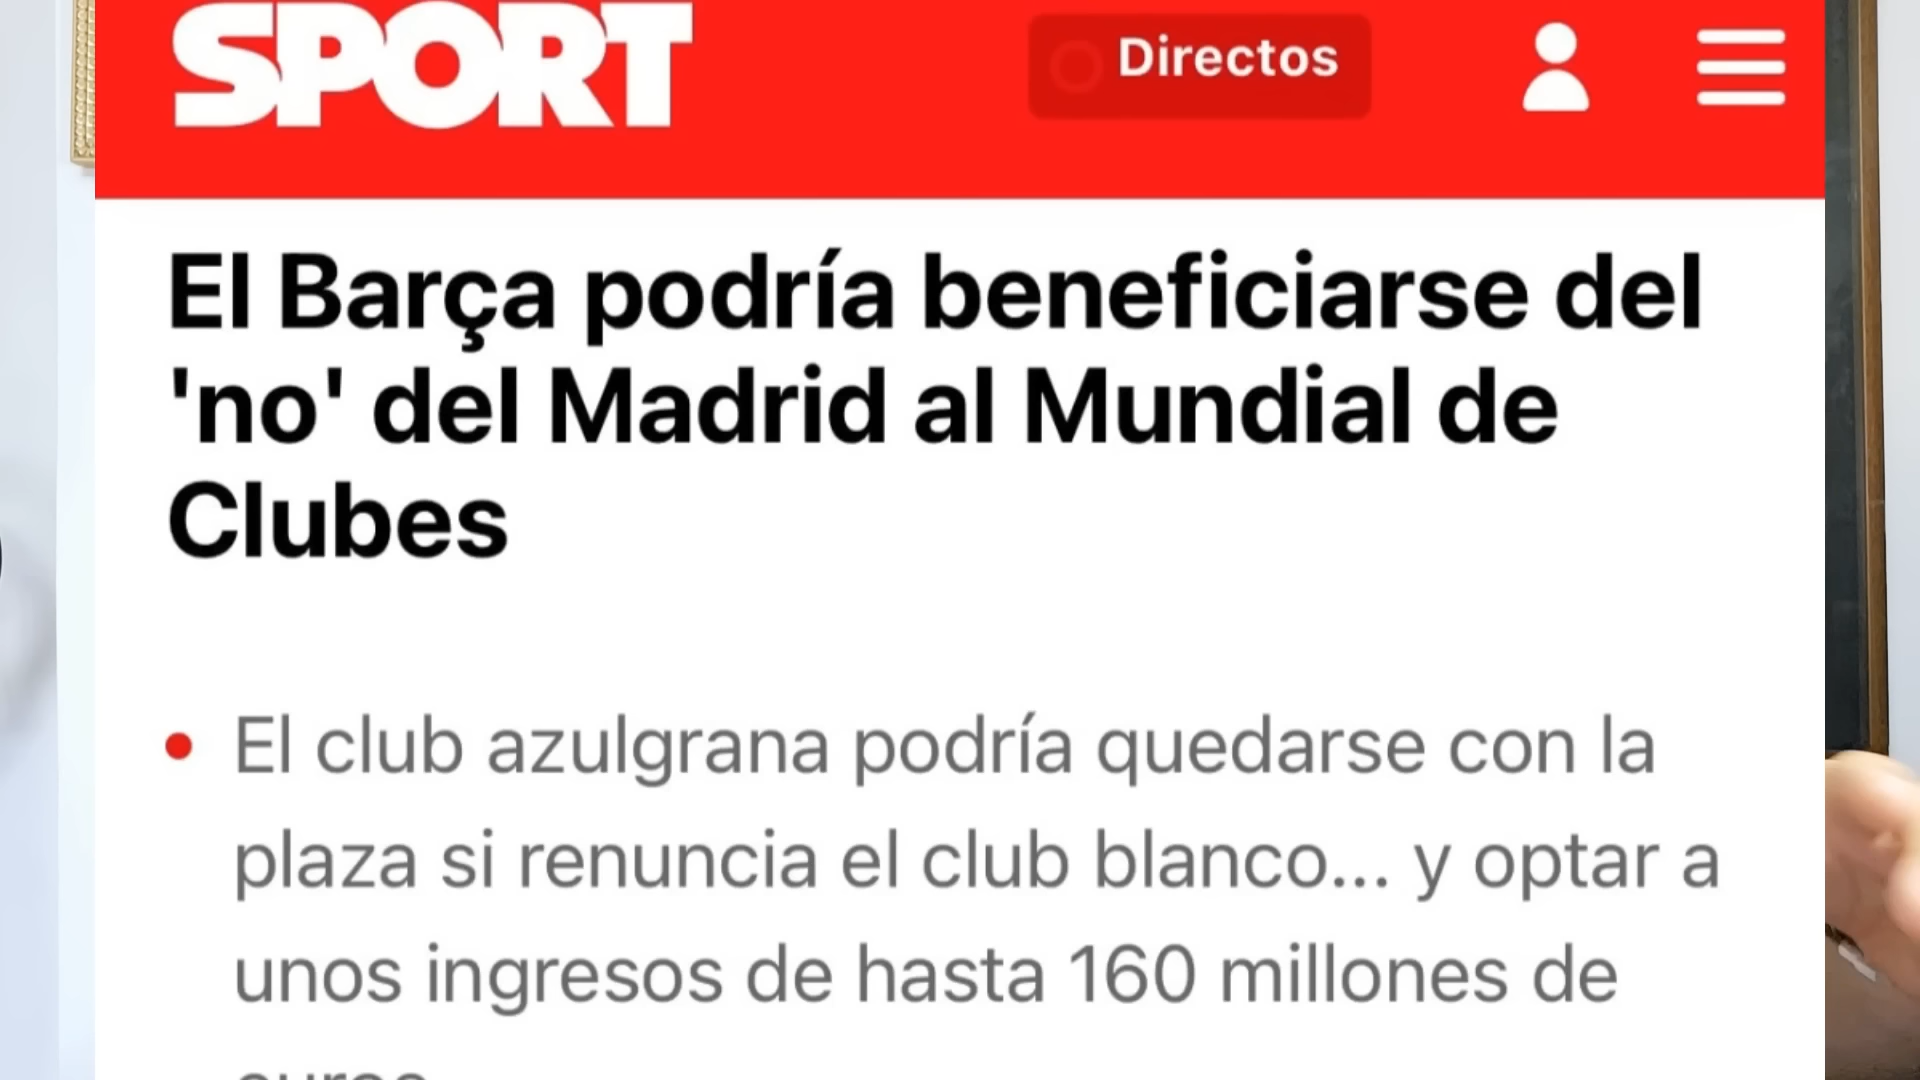 SPORT
Directos
El Barça podría beneficiarse del
'no' del Madrid al Mundial de
Clubes
El club azulgrana podría quedarse con la
plaza si renuncia el club blanco... y optar a
unos ingresos de hasta 160 millones de